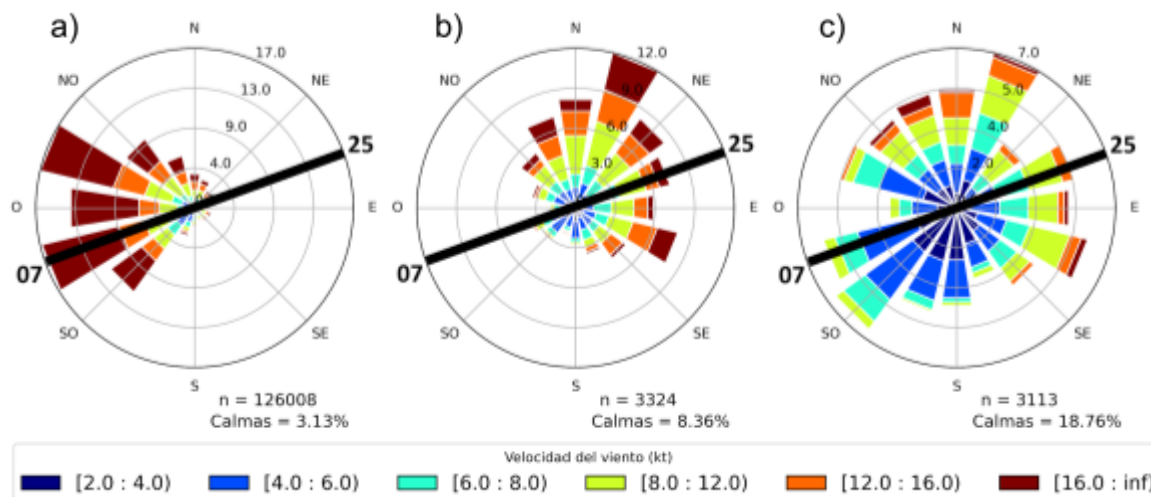 a)
N
17.0
NO
NE
13.0
9.0
25
4.0
O
E
07
SO
SE
S
n = 126008
Calmas = 3.13%
b)
N
12.0
NO
NE
9.0
6.0
25
3.0
O
E
07
SO
SE
S
n = 3324
Calmas = 8.36%
c)
N
7.0
NO
NE
5.0
4.0
25
2.0
O
E
07
SO
SE
S
n = 3113
Calmas = 18.76%
Velocidad del viento (kt)
[2.0 : 4.0) [4.0 : 6.0) [6.0 : 8.0) [8.0 : 12.0) [12.0 : 16.0) [16.0 : inf)